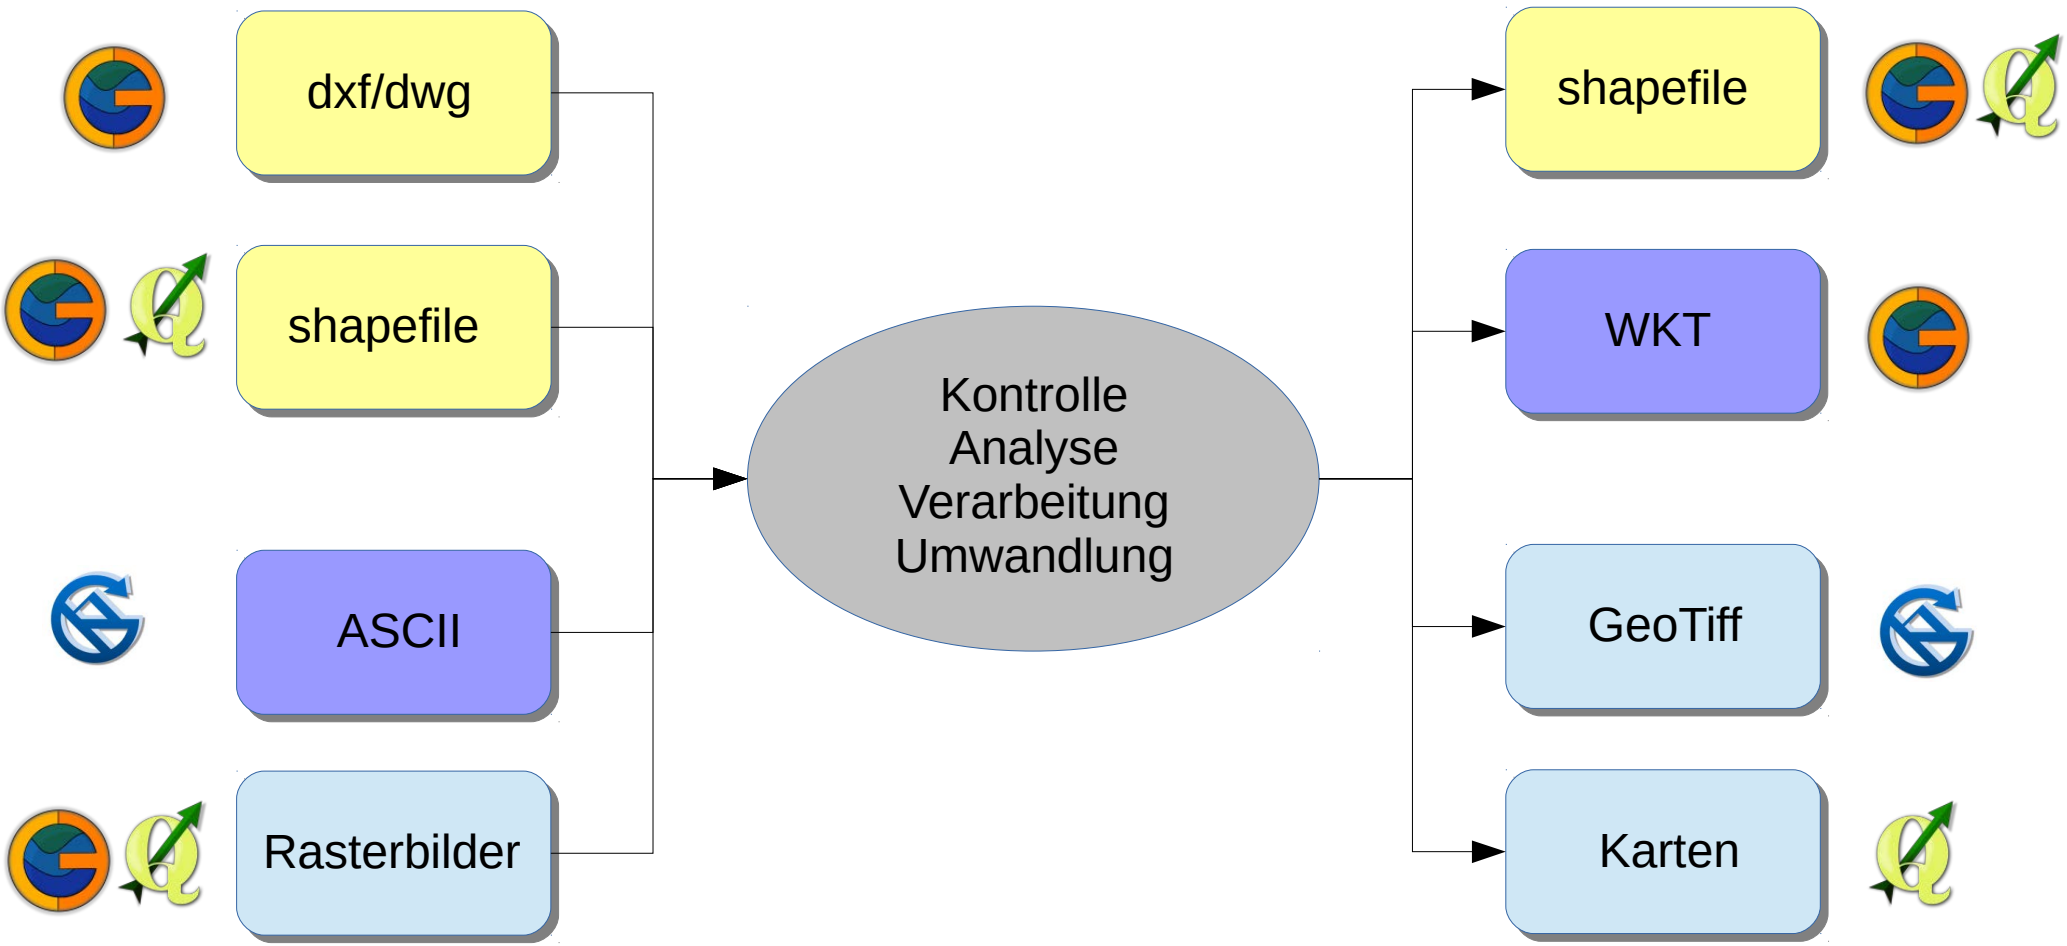 dxf/dwg
shapefile
ASCII
Rasterbilder
Kontrolle
Analyse
Verarbeitung
Umwandlung
shapefile
WKT
GeoTiff
Karten